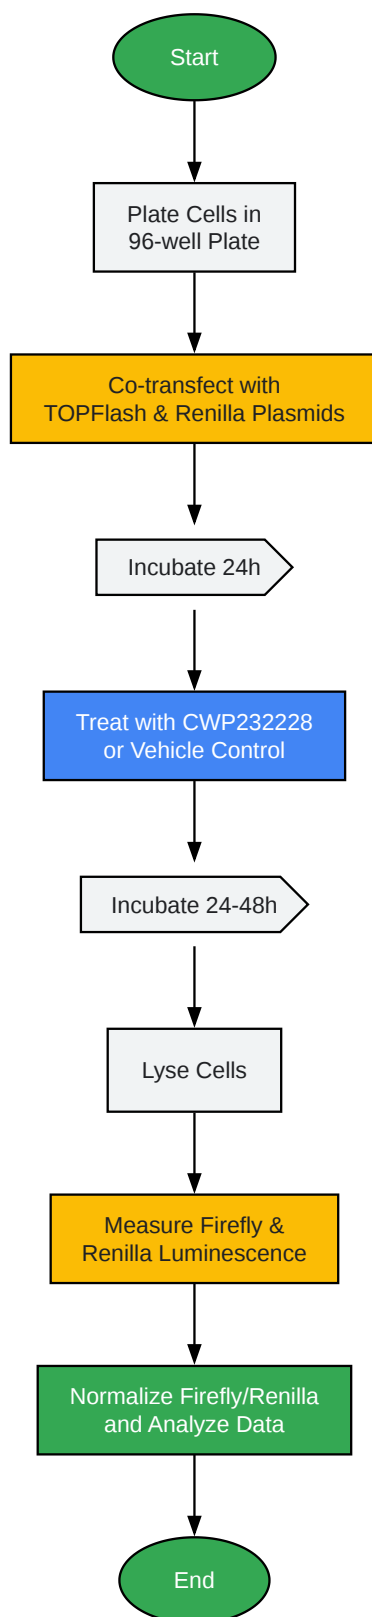 Start
Plate Cells in
96-well Plate
Co-transfect with
TOPFlash & Renilla Plasmids
Incubate 24h
Treat with CWP232228
or Vehicle Control
Incubate 24-48h
Lyse Cells
Measure Firefly &
Renilla Luminescence
Normalize Firefly/Renilla
and Analyze Data
End